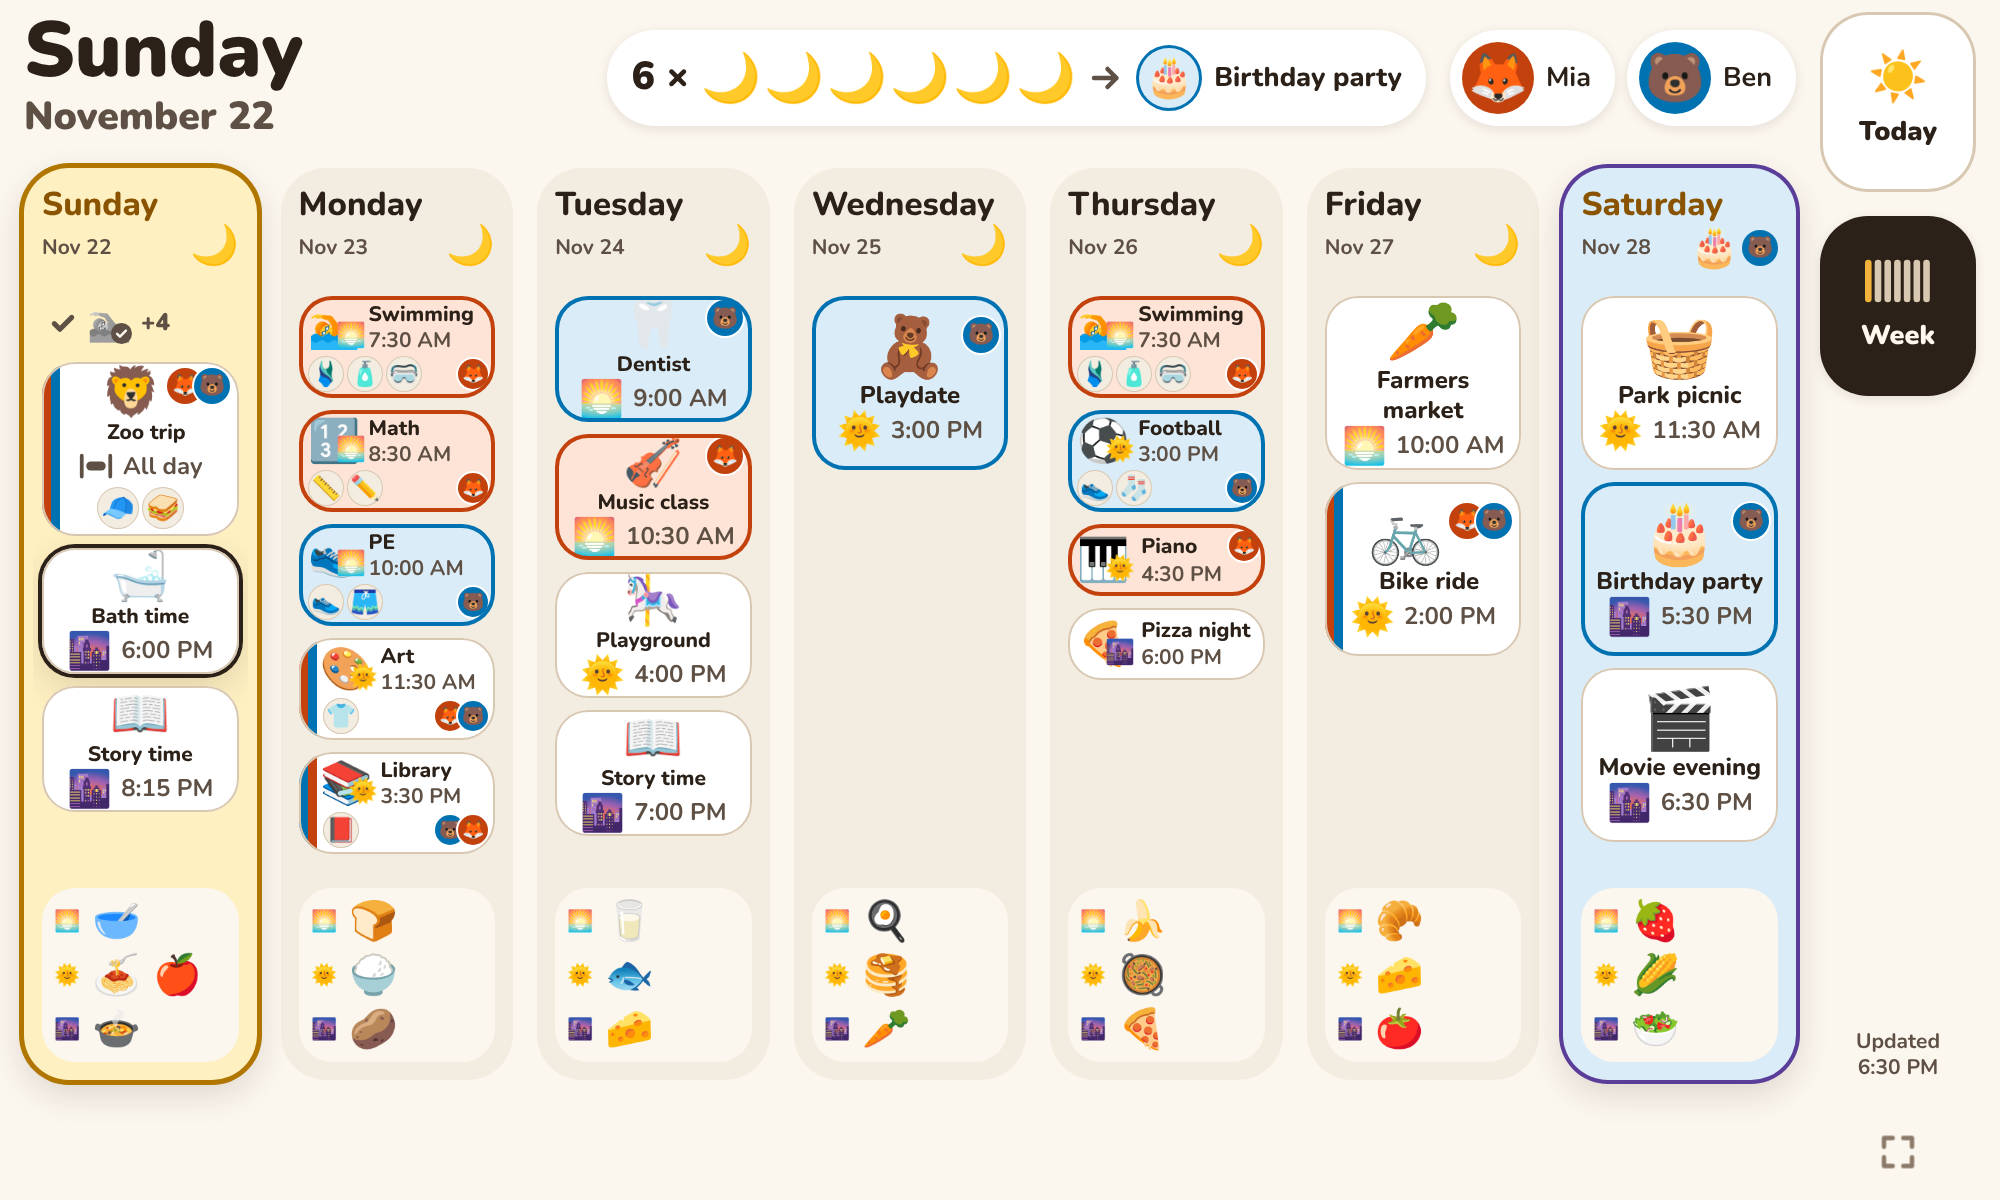 Sunday
November 22
6 × → Birthday party
Mia
Ben
Today
Week
Sunday
Nov 22
+4
Zoo trip
All day
Bath time
6:00 PM
Story time
8:15 PM
Monday
Nov 23
Swimming
7:30 AM
Math
8:30 AM
PE
10:00 AM
Art
11:30 AM
Library
3:30 PM
Tuesday
Nov 24
Dentist
9:00 AM
Music class
10:30 AM
Playground
4:00 PM
Story time
7:00 PM
Wednesday
Nov 25
Playdate
3:00 PM
Thursday
Nov 26
Swimming
7:30 AM
Football
3:00 PM
Piano
4:30 PM
Pizza night
6:00 PM
Friday
Nov 27
Farmers
market
10:00 AM
Bike ride
2:00 PM
Saturday
Nov 28
Park picnic
11:30 AM
Birthday party
5:30 PM
Movie evening
6:30 PM
Updated
6:30 PM